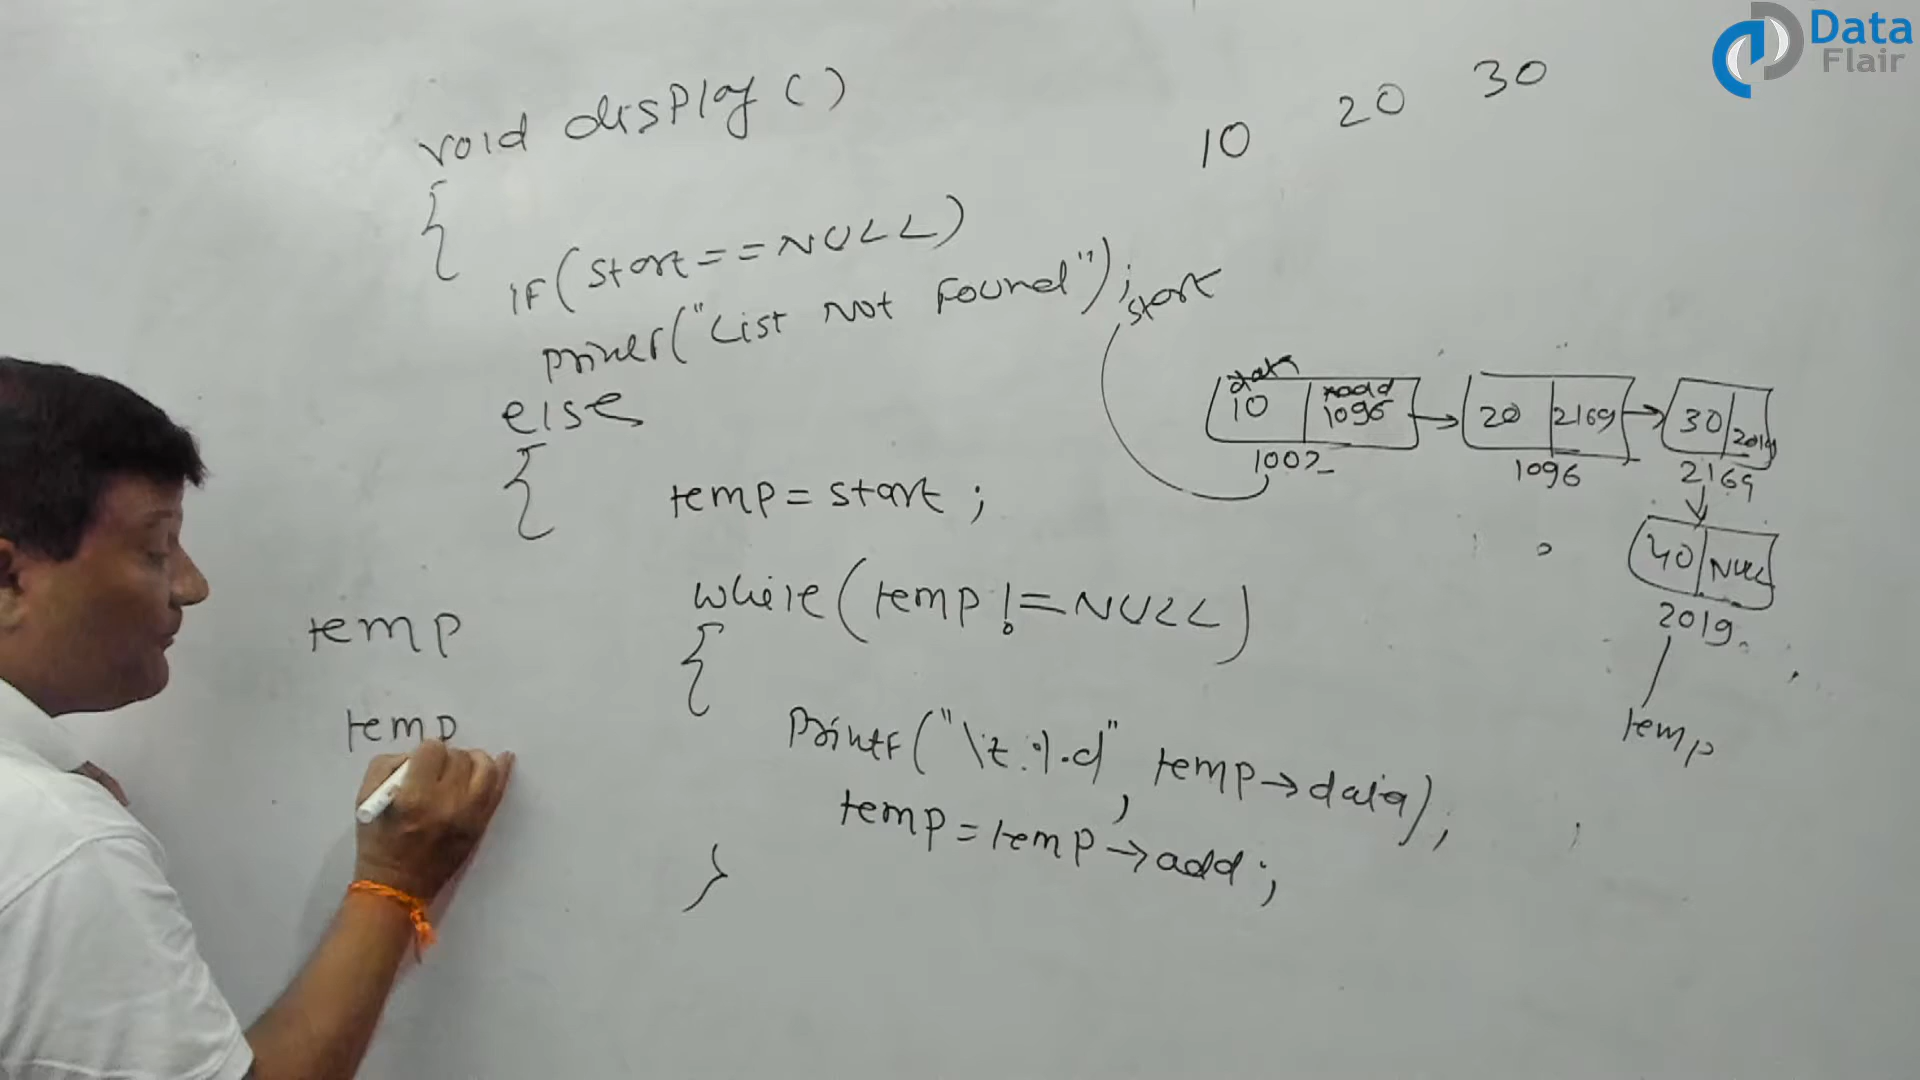 Data
Flair
10 20 30
void display ()
{
if (start == NULL)
printf("List Not Found");
start
else
data add
10 1096
20 2169
30 2019
1002
1096
2169
{
temp = start ;
40 NULL
2019
while (temp != NULL)
temp
{
temp
temp
printf("\t%d", temp→data);
temp = temp→add ;
}